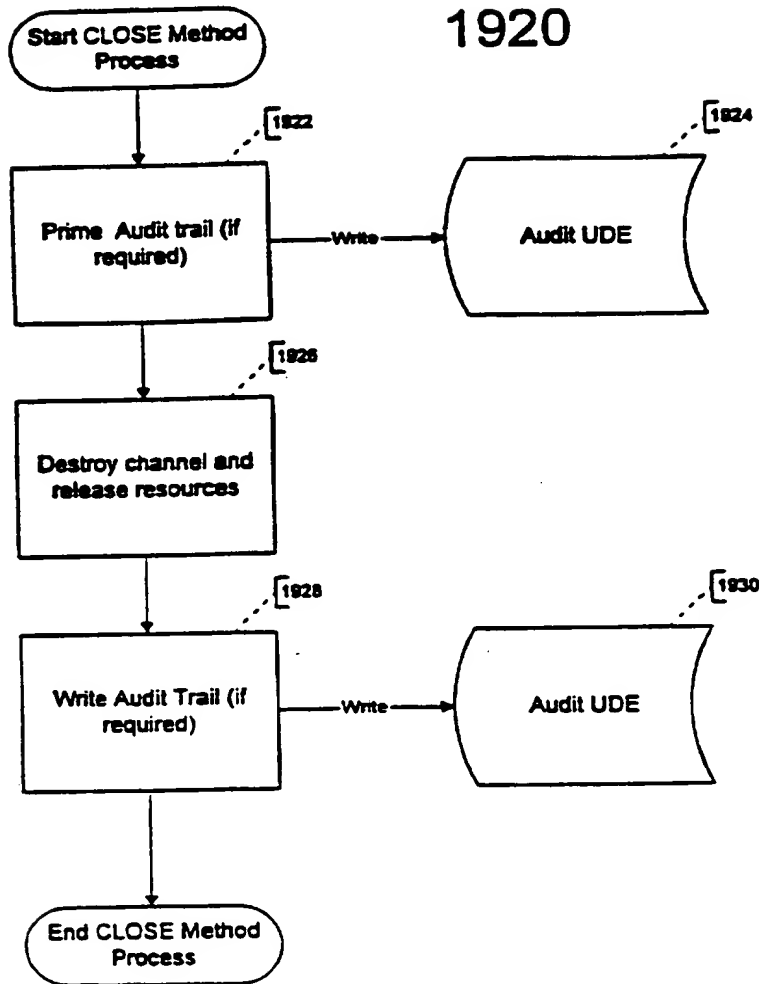 1920
Start CLOSE Method
Process
1922
1924
Prime Audit trail (if
required)
Write
Audit UDE
1926
Destroy channel and
release resources
1928
1930
Write Audit Trail (if
required)
Write
Audit UDE
End CLOSE Method
Process